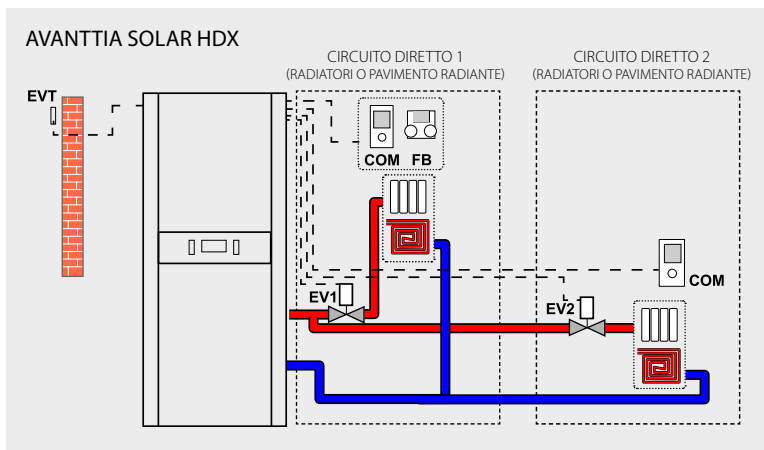 AVANTTIA SOLAR HDX
CIRCUITO DIRETTO 1
(RADIATORI O PAVIMENTO RADIANTE)
CIRCUITO DIRETTO 2
(RADIATORI O PAVIMENTO RADIANTE)
EVT
COM FB
COM
EV1
EV2